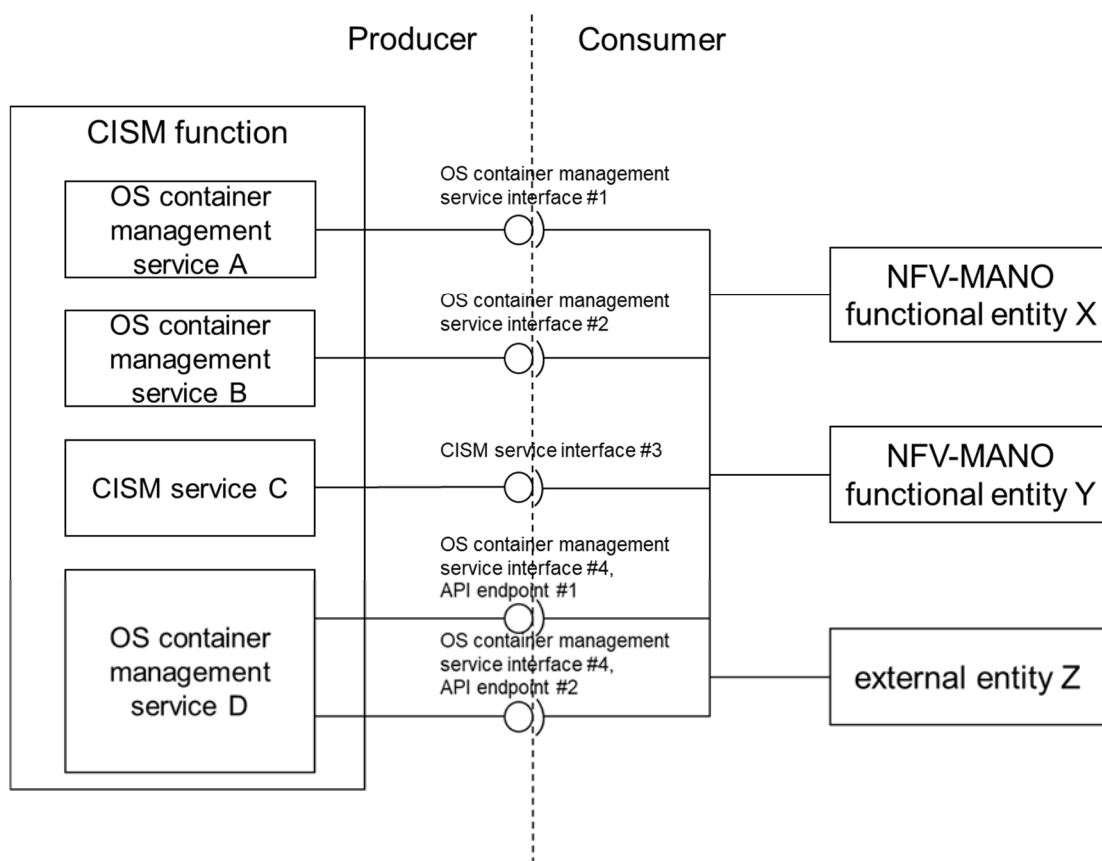 Producer
Consumer
CISM function
OS container
management
service A
OS container management
service interface #1
NFV-MANO
functional entity X
OS container
management
service B
OS container management
service interface #2
CISM service C
CISM service interface #3
NFV-MANO
functional entity Y
OS container
management
service D
OS container management
service interface #4,
API endpoint #1
OS container management
service interface #4,
API endpoint #2
external entity Z